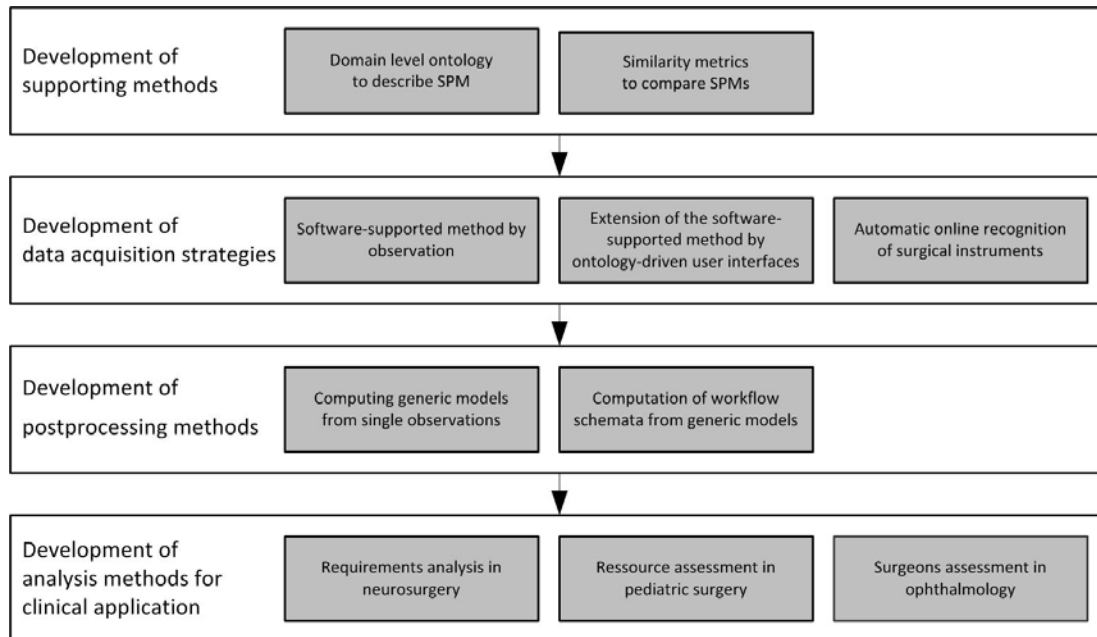 Development of
supporting methods
Domain level ontology
to describe SPM
Similarity metrics
to compare SPMs
Development of
data acquisition strategies
Software-supported method by
observation
Extension of the software-
supported method by
ontology-driven user interfaces
Automatic online recognition
of surgical instruments
Development of
postprocessing methods
Computing generic models
from single observations
Computation of workflow
schemata from generic models
Development of
analysis methods for
clinical application
Requirements analysis in
neurosurgery
Ressource assessment in
pediatric surgery
Surgeons assessment in
ophthalmology